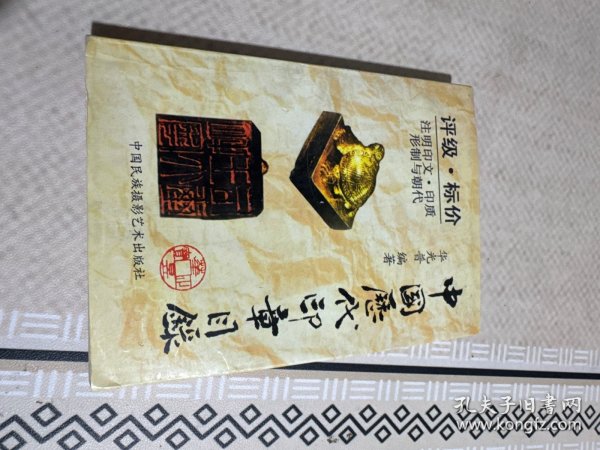 评级·标价
注明印文·印质
形制与朝代
华光普 编著
中国历代印章目録
中国民族摄影艺术出版社
孔夫子旧书网
www.kongfz.com